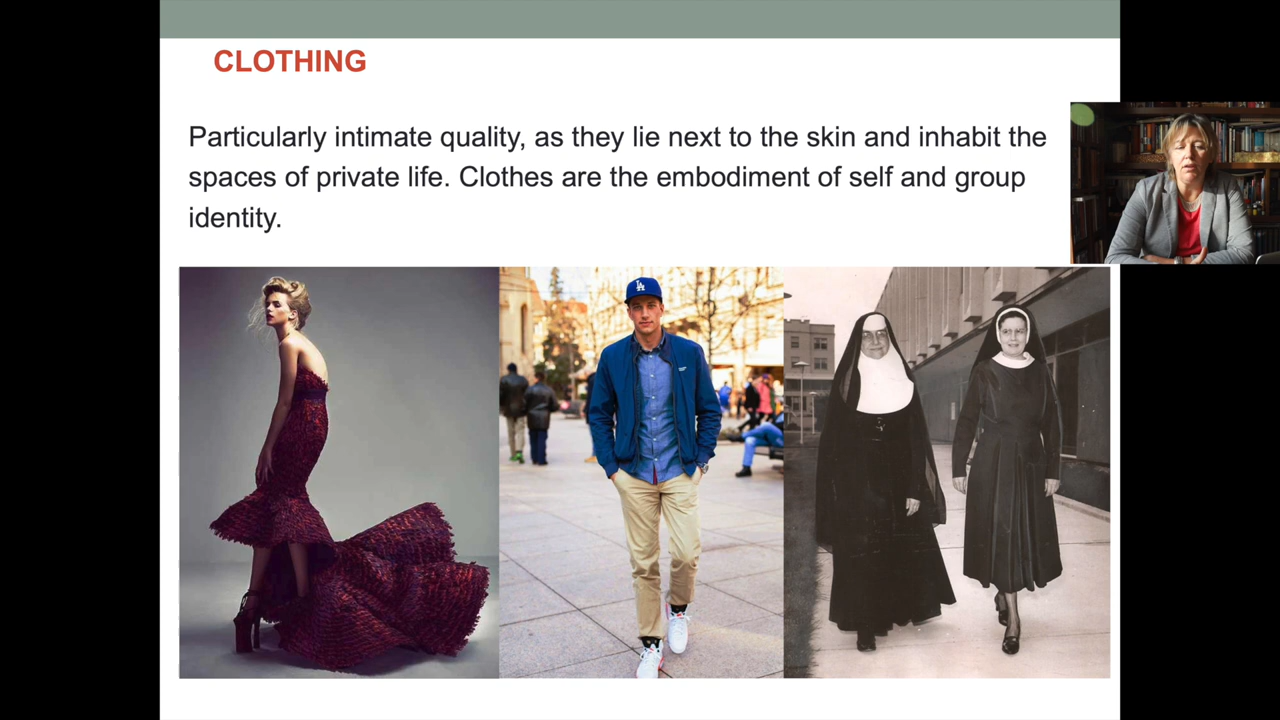 CLOTHING
Particularly intimate quality, as they lie next to the skin and inhabit the
spaces of private life. Clothes are the embodiment of self and group
identity.
LA